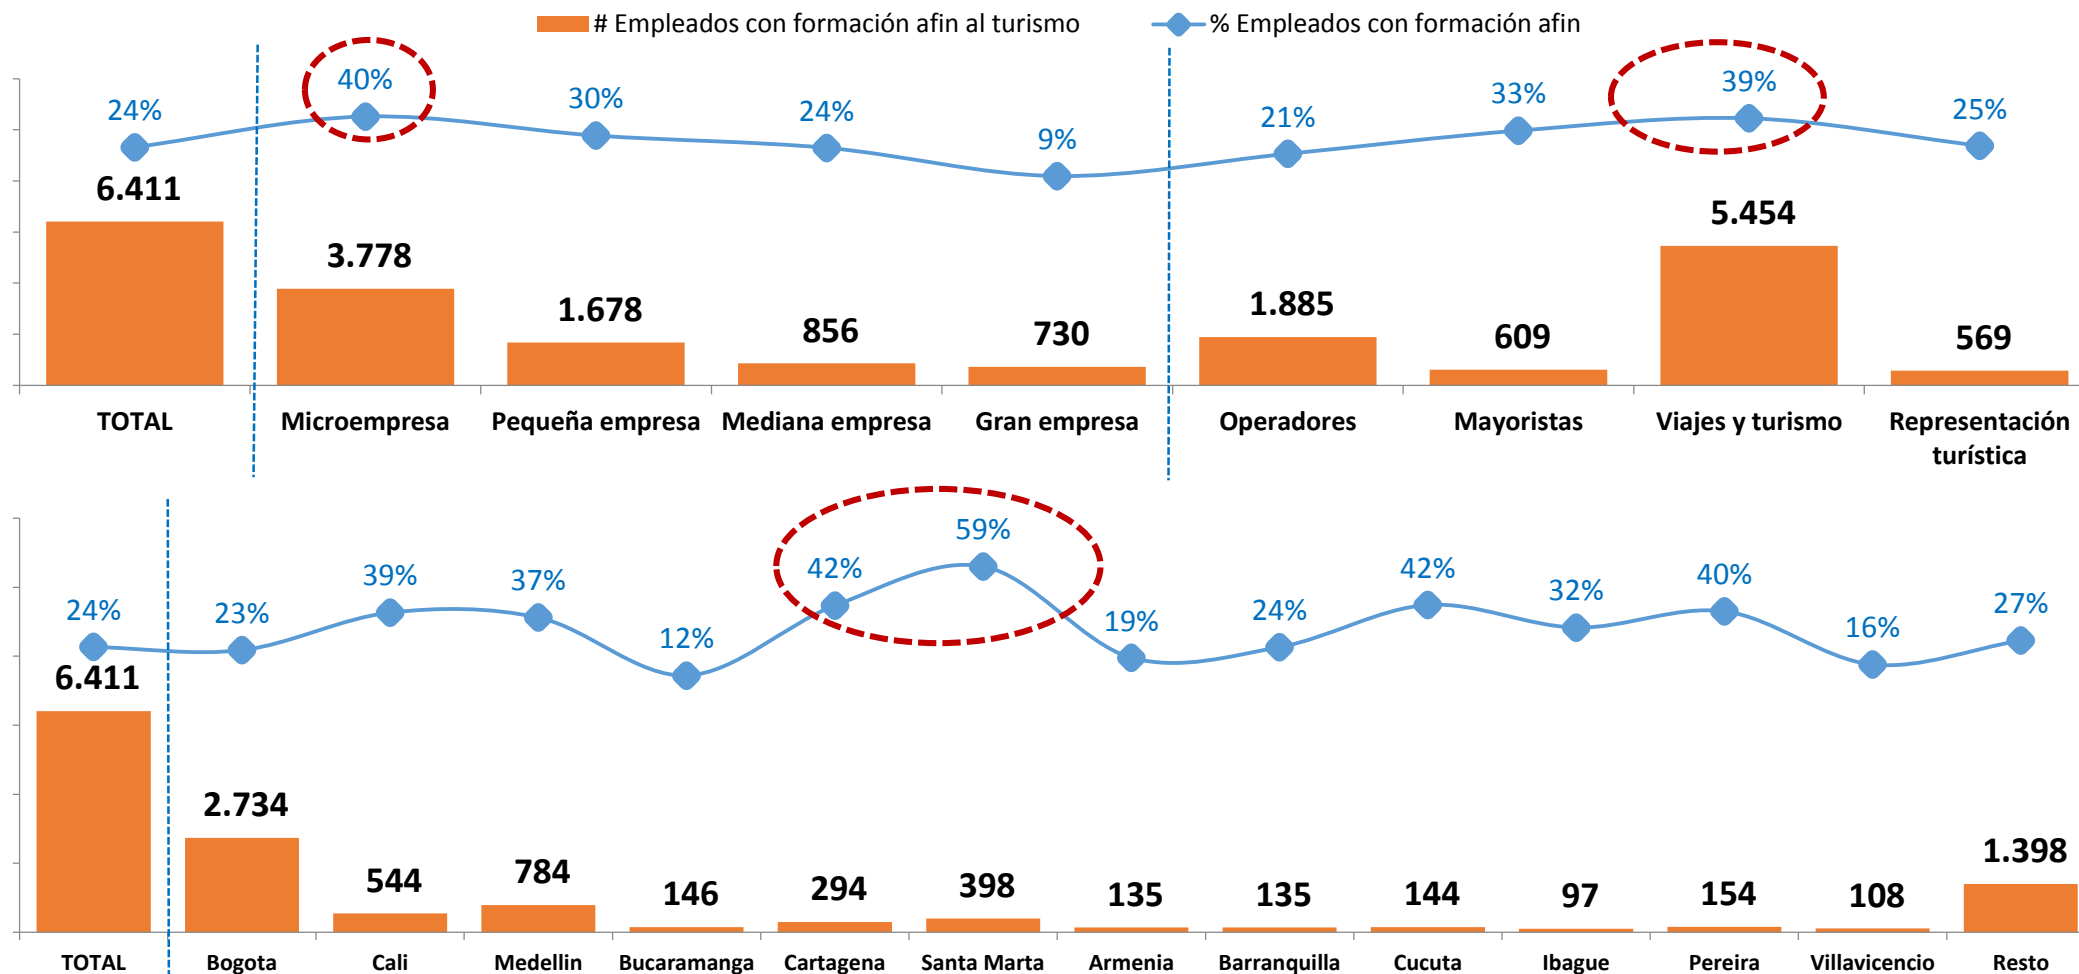 # Empleados con formación afin al turismo
% Empleados con formación afin
24%
40%
30%
24%
9%
21%
33%
39%
25%
6.411
3.778
1.678
856
730
1.885
609
5.454
569
TOTAL
Microempresa
Pequeña empresa
Mediana empresa
Gran empresa
Operadores
Mayoristas
Viajes y turismo
Representación
turística
24%
23%
39%
37%
12%
42%
59%
19%
24%
42%
32%
40%
16%
27%
6.411
2.734
544
784
146
294
398
135
135
144
97
154
108
1.398
TOTAL
Bogota
Cali
Medellin
Bucaramanga
Cartagena
Santa Marta
Armenia
Barranquilla
Cucuta
Ibague
Pereira
Villavicencio
Resto